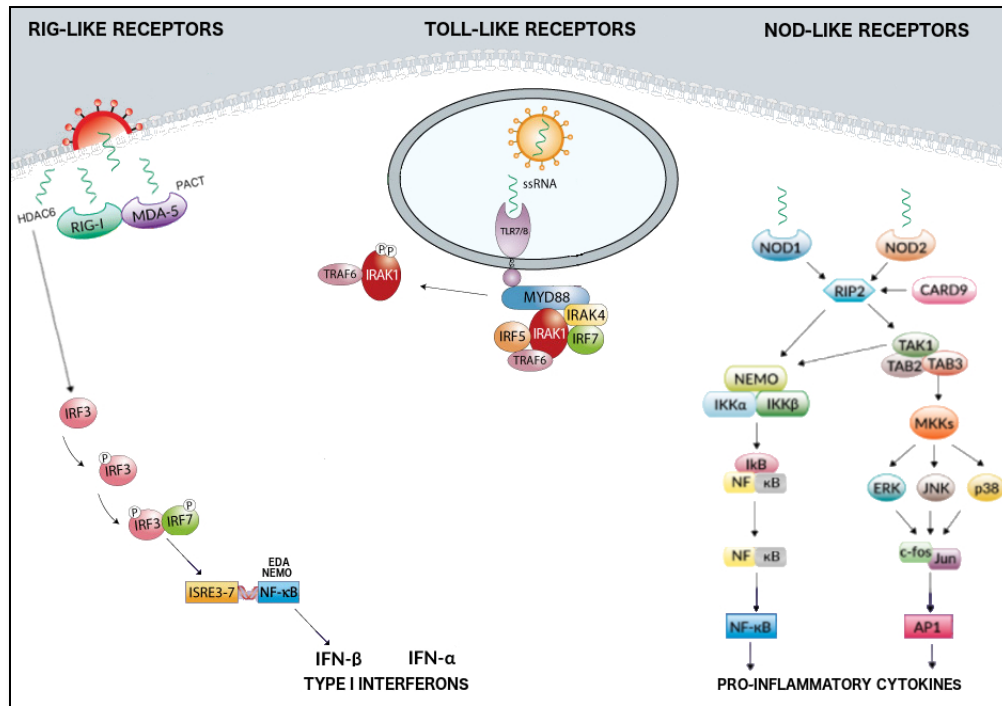 RIG-LIKE RECEPTORS
TOLL-LIKE RECEPTORS
NOD-LIKE RECEPTORS
HDAC6
RIG-I
MDA-5
PACT
ssRNA
TLR7/8
P
P
TRAF6
IRAK1
MYD88
IRAK4
IRF5
IRAK1
IRF7
TRAF6
NOD1
NOD2
RIP2
CARD9
TAK1
TAB2
TAB3
NEMO
IKKα
IKKβ
MKKs
IkB
NF
κB
ERK
JNK
p38
NF
κB
c-fos
Jun
NF-κB
AP1
PRO-INFLAMMATORY CYTOKINES
IRF3
P
IRF3
P
P
IRF3
IRF7
EDA
NEMO
ISRE3-7
NF-κB
IFN-β
IFN-α
TYPE I INTERFERONS